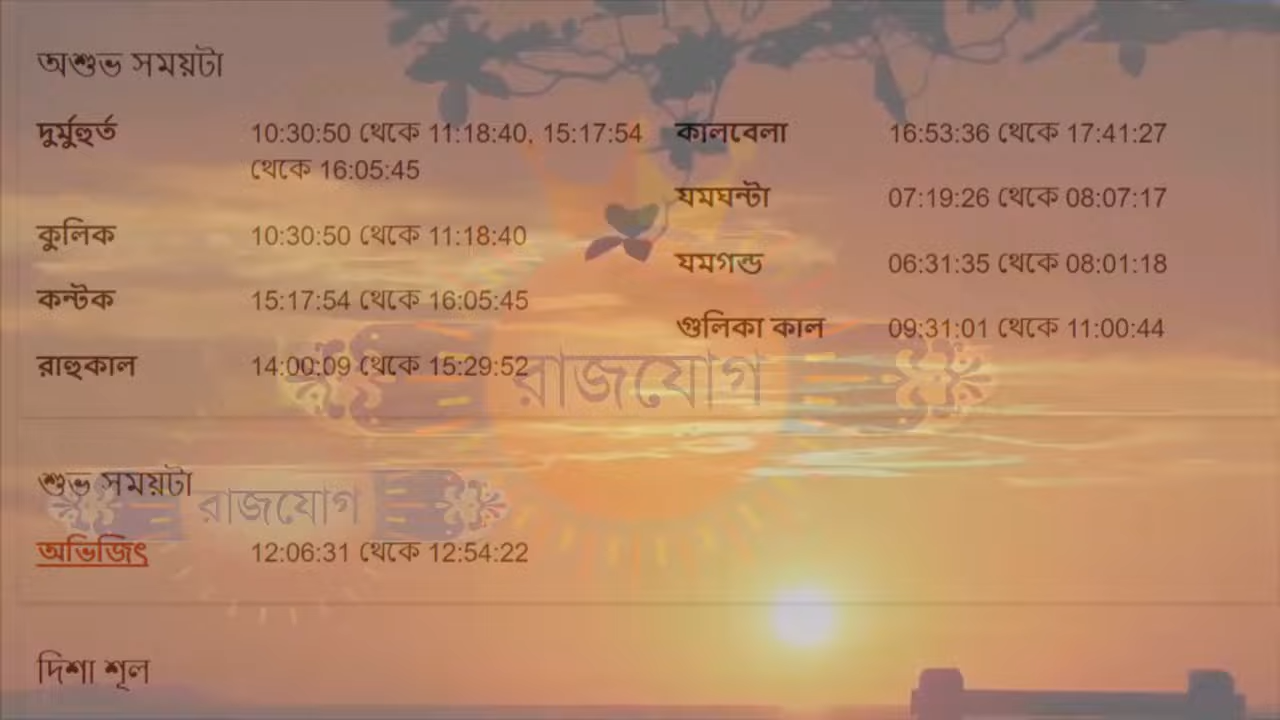 অশুভ সময়টা
দুর্মুহুর্ত 10:30:50 থেকে 11:18:40, 15:17:54 থেকে 16:05:45
কুলিক 10:30:50 থেকে 11:18:40
কন্টক 15:17:54 থেকে 16:05:45
রাহুকাল 14:00:09 থেকে 15:29:52
কালবেলা 16:53:36 থেকে 17:41:27
যমঘন্টা 07:19:26 থেকে 08:07:17
যমগন্ড 06:31:35 থেকে 08:01:18
গুলিকা কাল 09:31:01 থেকে 11:00:44
রাজযোগ
শুভ সময়টা
রাজযোগ
অভিজিৎ 12:06:31 থেকে 12:54:22
দিশা শূল